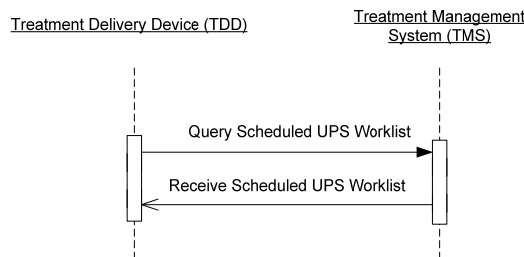 Treatment Delivery Device (TDD)
Treatment Management
System (TMS)
Query Scheduled UPS Worklist
Receive Scheduled UPS Worklist